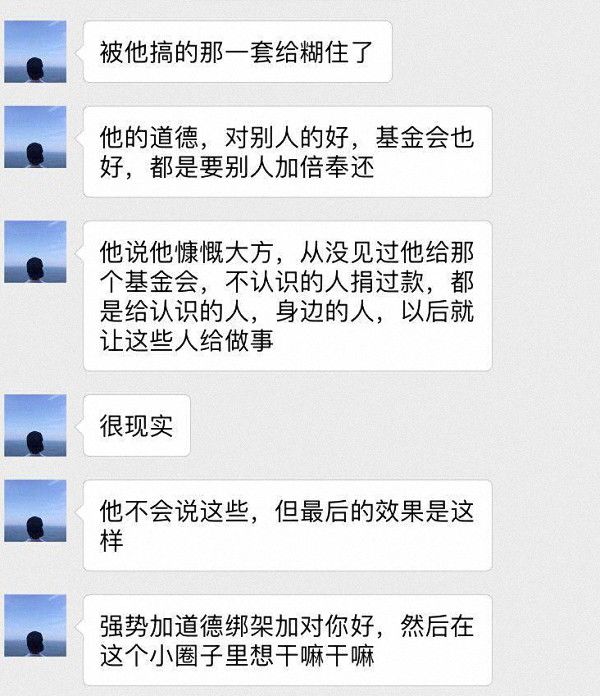 被他搞的那一套给糊住了
他的道德，对别人的好，基金会也
好，都是要别人加倍奉还
他说他慷慨大方，从没见过他给那
个基金会，不认识的人捐过款，都
是给认识的人，身边的人，以后就
让这些人给做事
很现实
他不会说这些，但最后的效果是这
样
强势加道德绑架加对你好，然后在
这个小圈子里想干嘛干嘛